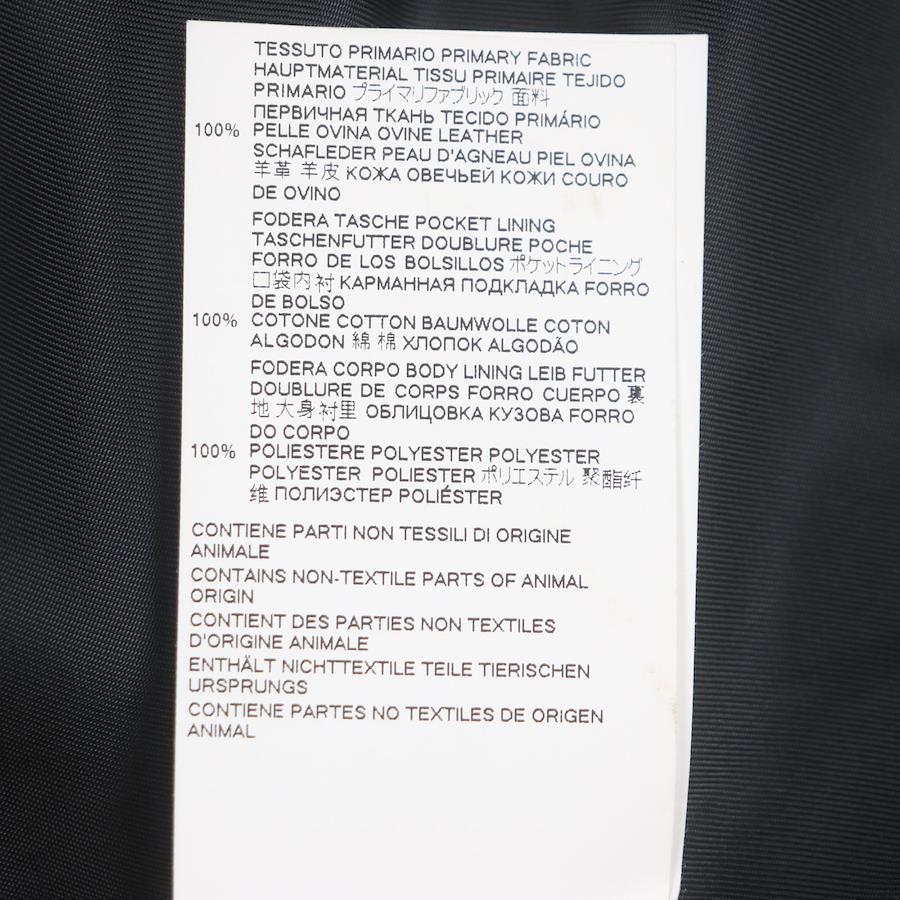 TESSUTO PRIMARIO PRIMARY FABRIC
HAUPTMATERIAL TISSU PRIMAIRE TEJIDO
PRIMARIO プライマリファブリック 面料
ПЕРВИЧНАЯ ТКАНЬ TECIDO PRIMÁRIO
100% PELLE OVINA OVINE LEATHER
SCHAFLEDER PEAU D'AGNEAU PIEL OVINA
羊革 羊皮 КОЖА ОВЕЧЬЕЙ КОЖИ COURO
DE OVINO
FODERA TASCHE POCKET LINING
TASCHENFUTTER DOUBLURE POCHE
FORRO DE LOS BOLSILLOS ポケットライニング
口袋内衬 КАРМАННАЯ ПОДКЛАДКА FORRO
DE BOLSO
100% COTONE COTTON BAUMWOLLE COTON
ALGODON 綿 棉 ХЛОПОК ALGODÃO
FODERA CORPO BODY LINING LEIB FUTTER
DOUBLURE DE CORPS FORRO CUERPO 裏
地 大身衬里 ОБЛИЦОВКА КУЗОВА FORRO
DO CORPO
100% POLIESTERE POLYESTER POLYESTER
POLYESTER POLIESTER ポリエステル 聚酯纤
维 ПОЛИЭСТЕР POLIÉSTER
CONTIENE PARTI NON TESSILI DI ORIGINE
ANIMALE
CONTAINS NON-TEXTILE PARTS OF ANIMAL
ORIGIN
CONTIENT DES PARTIES NON TEXTILES
D'ORIGINE ANIMALE
ENTHÄLT NICHTTEXTILE TEILE TIERISCHEN
URSPRUNGS
CONTIENE PARTES NO TEXTILES DE ORIGEN
ANIMAL